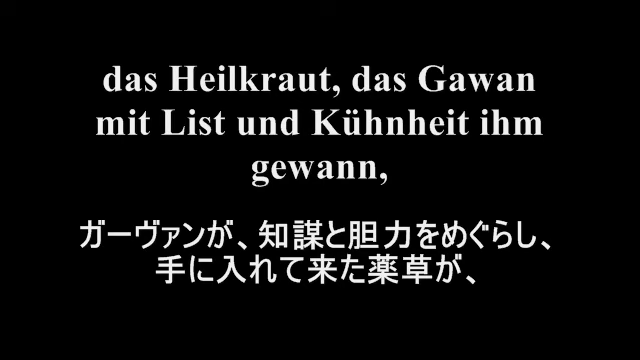 das Heilkraut, das Gawan
mit List und Kühnheit ihm
gewann,
ガーヴァンが、知謀と胆力をめぐらし、
手に入れて来た薬草が、